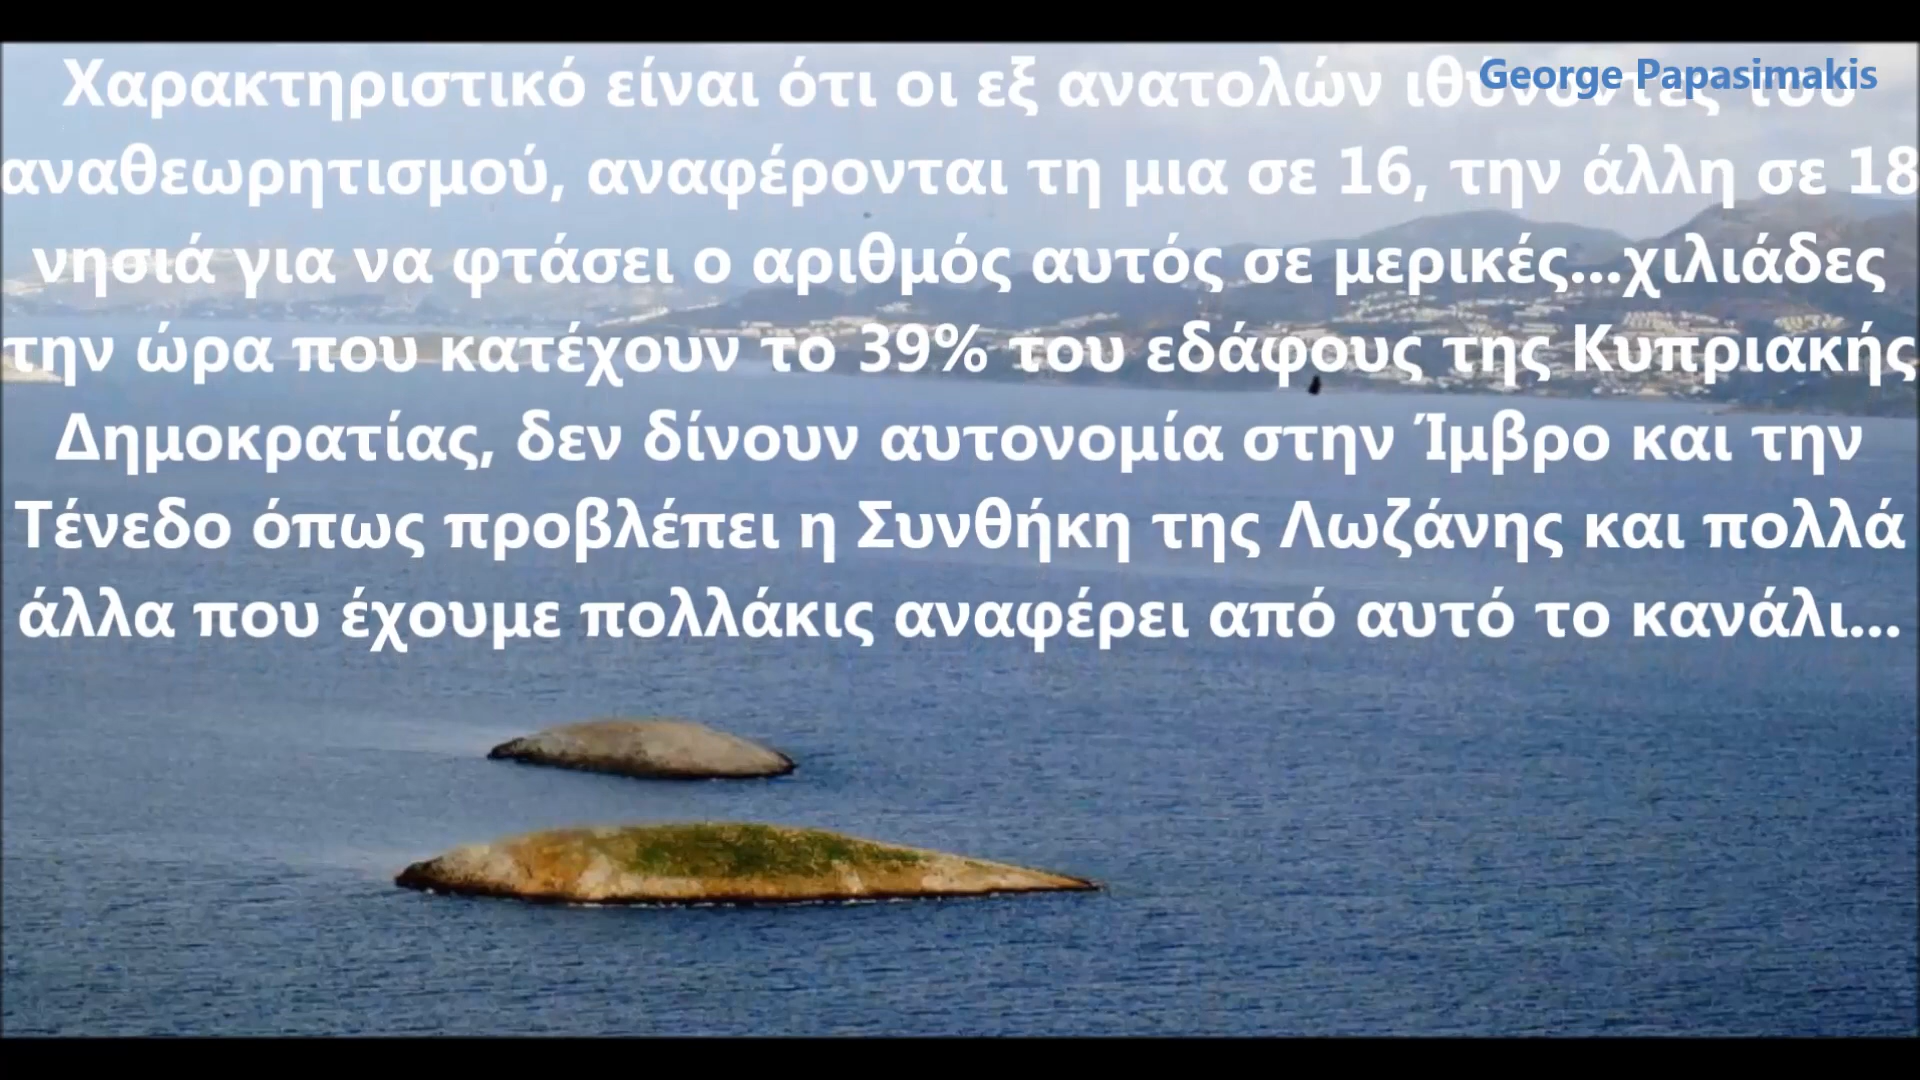 Χαρακτηριστικό είναι ότι οι εξ ανατολών ιθύνοντες του
George Papasimakis
αναθεωρητισμού, αναφέρονται τη μια σε 16, την άλλη σε 18
νησιά για να φτάσει ο αριθμός αυτός σε μερικές...χιλιάδες
την ώρα που κατέχουν το 39% του εδάφους της Κυπριακής
Δημοκρατίας, δεν δίνουν αυτονομία στην Ίμβρο και την
Τένεδο όπως προβλέπει η Συνθήκη της Λωζάνης και πολλά
άλλα που έχουμε πολλάκις αναφέρει από αυτό το κανάλι...